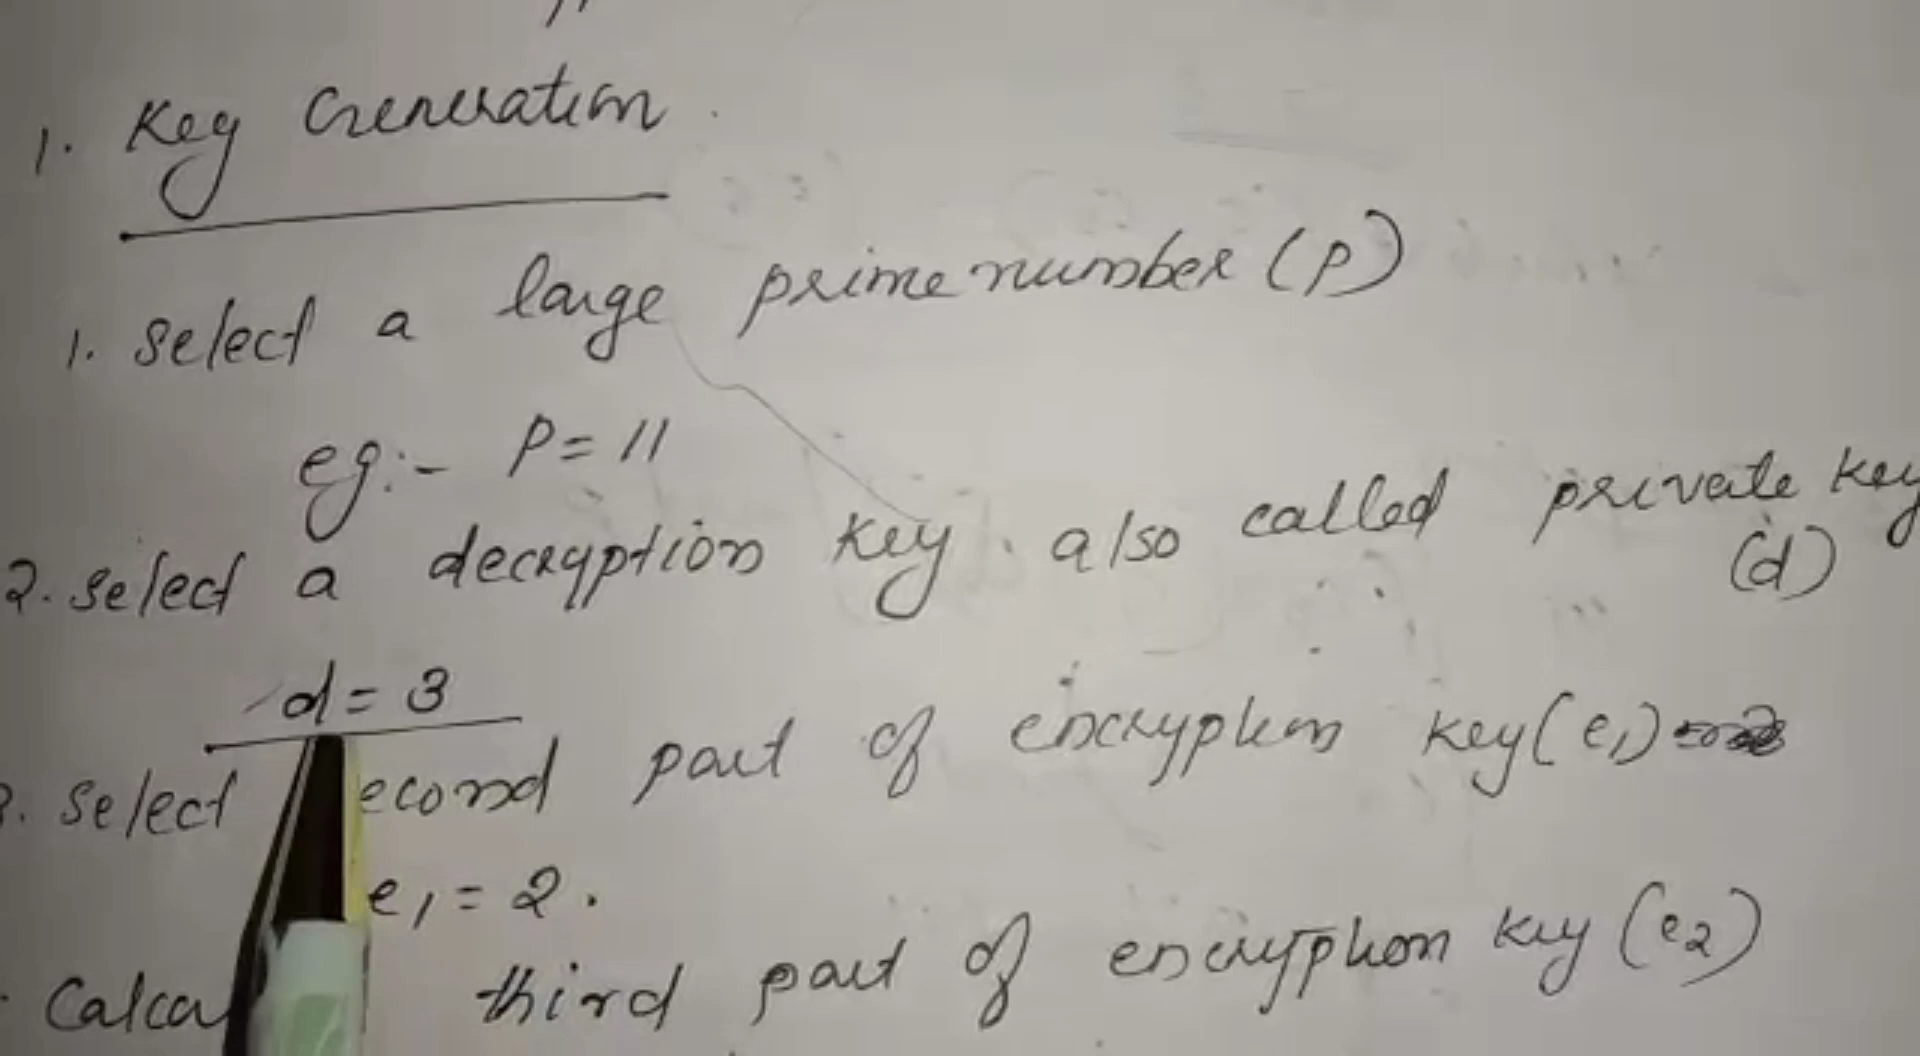 1. Key Generation
1. Select a large prime number (P)
eg:- P = 11
2. Select a decryption key also called private key
(d)
d = 3
3. Select econd part of encryption key (e1)
e1 = 2.
third part of encryption key (e2)